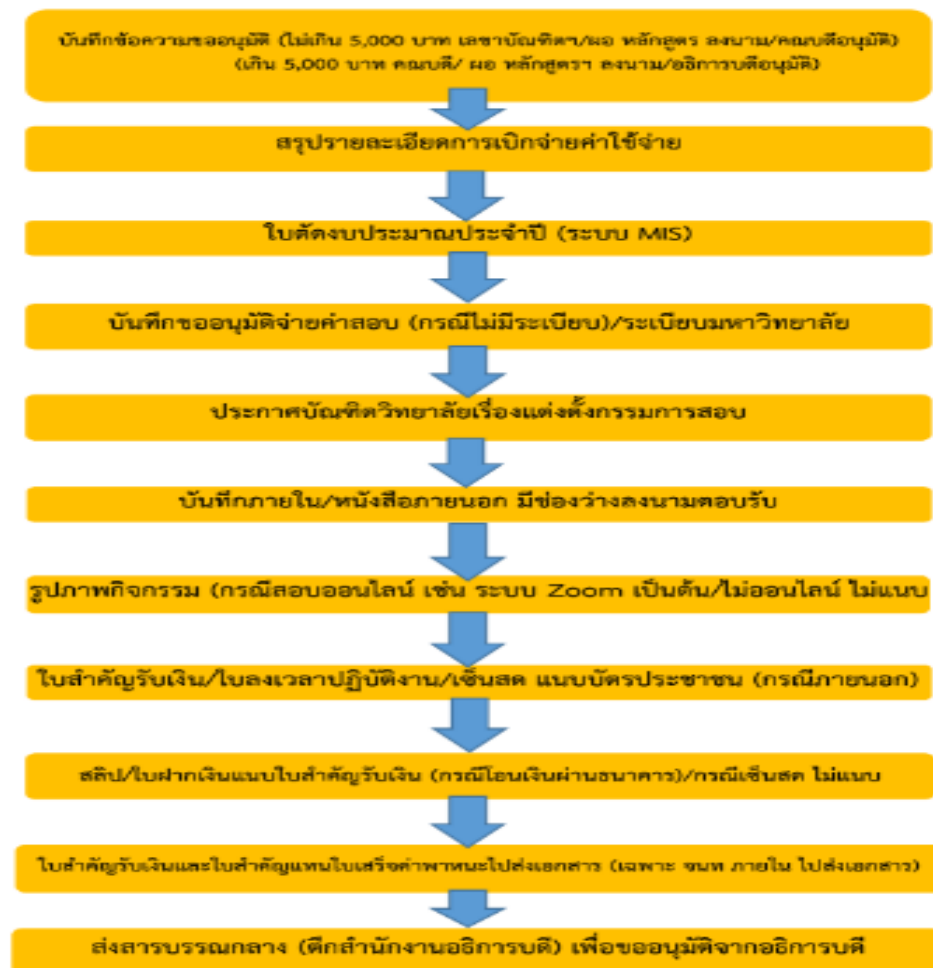 บันทึกข้อความขออนุมัติ (ไม่เกิน 5,000 บาท เลขาบัณฑิตฯ/ผอ หลักสูตร ลงนาม/คณบดีอนุมัติ)
(เกิน 5,000 บาท คณบดี/ ผอ หลักสูตรฯ ลงนาม/อธิการบดีอนุมัติ)
สรุปรายละเอียดการเบิกจ่ายค่าใช้จ่าย
ใบตัดงบประมาณประจำปี (ระบบ MIS)
บันทึกขออนุมัติจ่ายค่าสอบ (กรณีไม่มีระเบียบ)/ระเบียบมหาวิทยาลัย
ประกาศบัณฑิตวิทยาลัยเรื่องแต่งตั้งกรรมการสอบ
บันทึกภายใน/หนังสือภายนอก มีช่องว่างลงนามตอบรับ
รูปภาพกิจกรรม (กรณีสอบออนไลน์ เช่น ระบบ Zoom เป็นต้น/ไม่ออนไลน์ ไม่แนบ
ใบสำคัญรับเงิน/ใบลงเวลาปฏิบัติงาน/เซ็นสด แนบบัตรประชาชน (กรณีภายนอก)
สลิป/ใบฝากเงินแนบใบสำคัญรับเงิน (กรณีโอนเงินผ่านธนาคาร)/กรณีเซ็นสด ไม่แนบ
ใบสำคัญรับเงินและใบสำคัญแทนใบเสร็จค่าพาหนะไปส่งเอกสาร (เฉพาะ จนท ภายใน ไปส่งเอกสาร)
ส่งสารบรรณกลาง (ตึกสำนักงานอธิการบดี) เพื่อขออนุมัติจากอธิการบดี